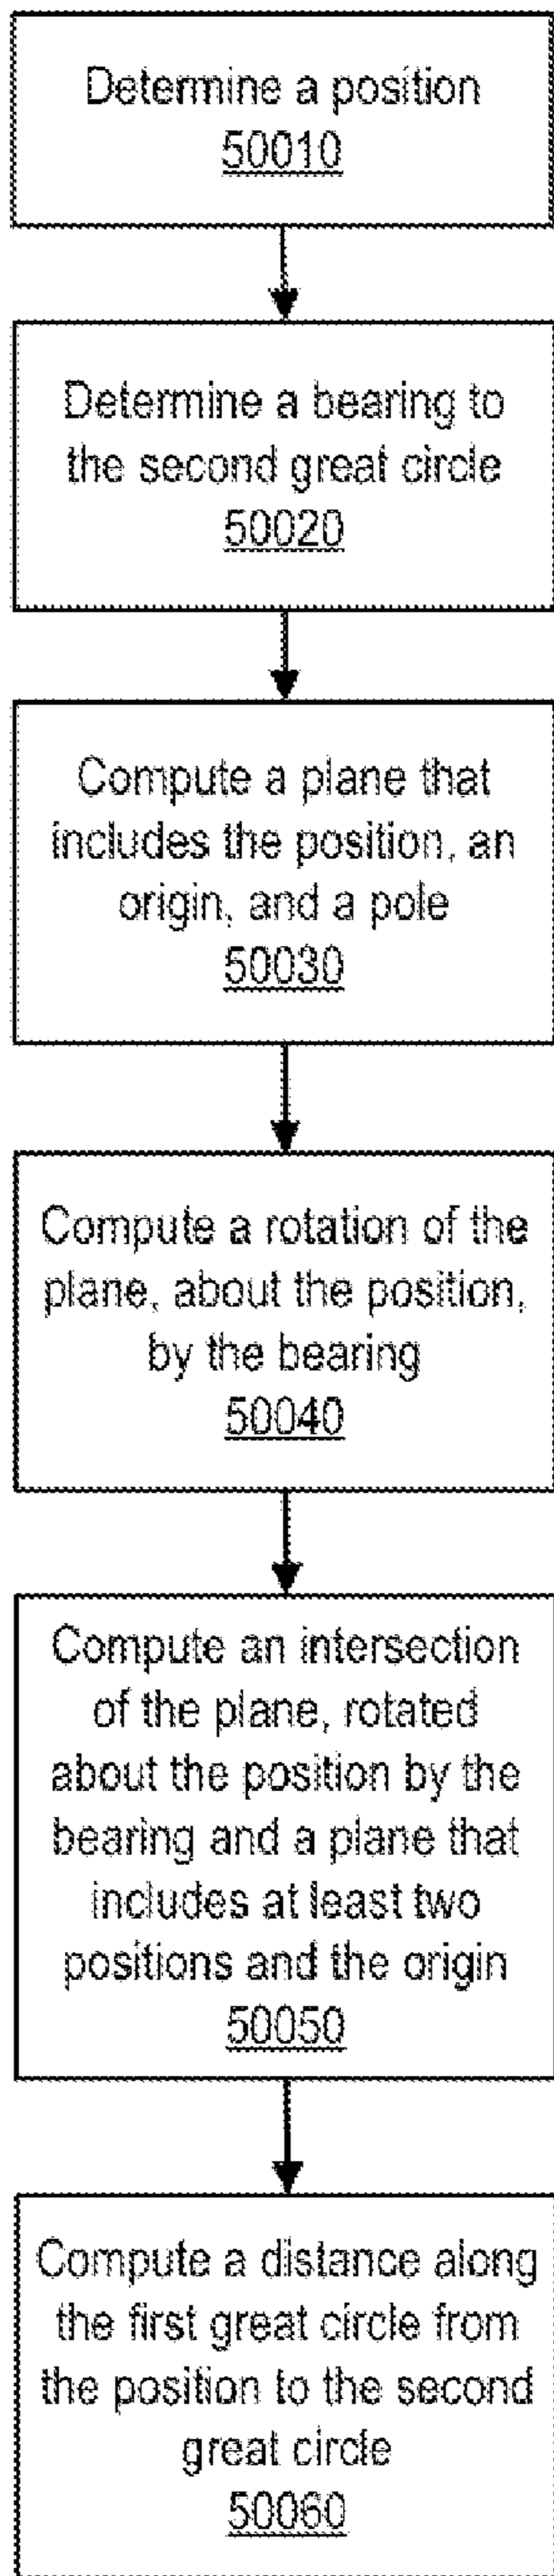 Determine a position
50010
Determine a bearing to
the second great circle
50020
Compute a plane that
includes the position, an
origin, and a pole
50030
Compute a rotation of the
plane, about the position,
by the bearing
50040
Compute an intersection
of the plane, rotated
about the position by the
bearing and a plane that
includes at least two
positions and the origin
50050
Compute a distance along
the first great circle from
the position to the second
great circle
50060